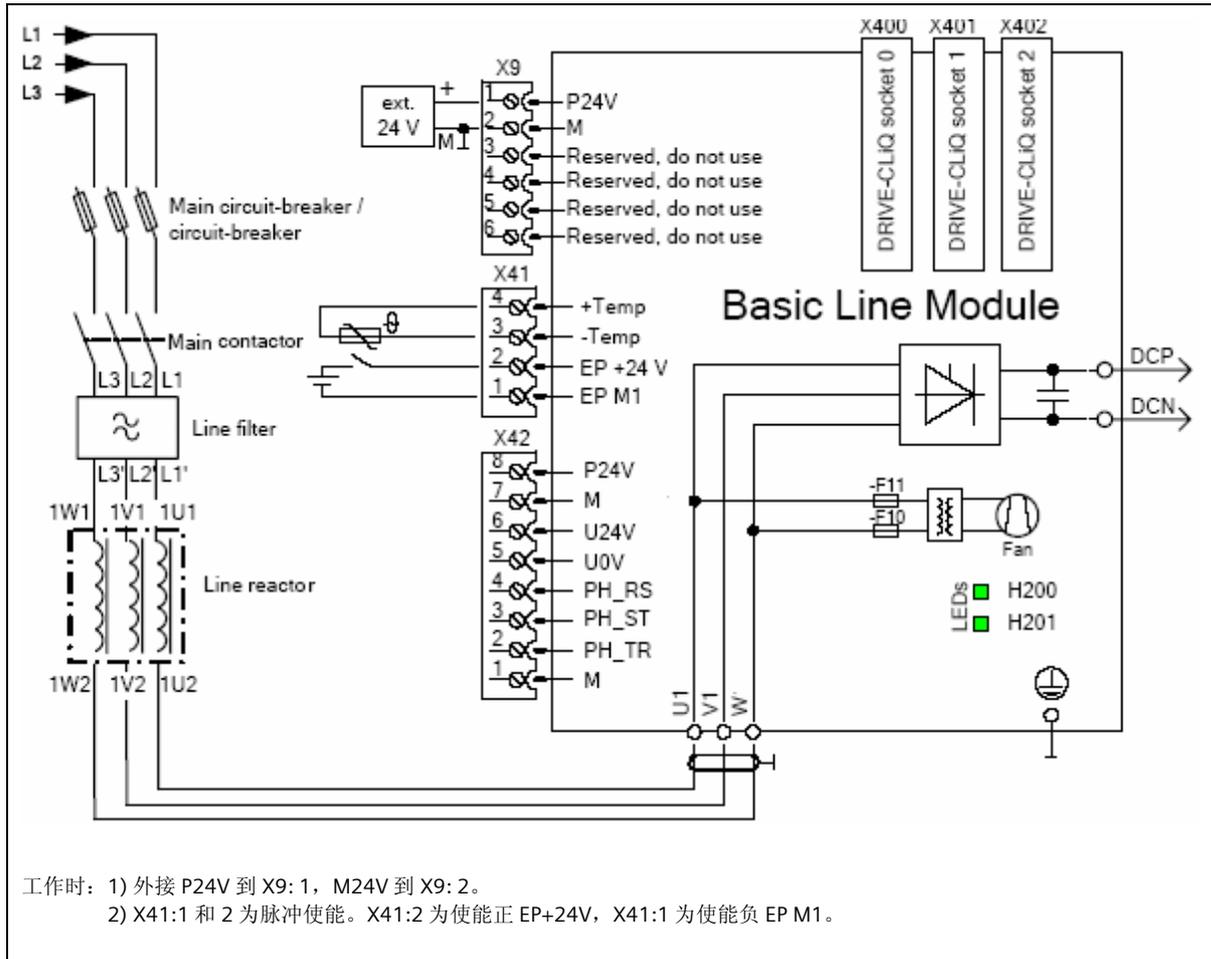 L1
L2
L3
Main circuit-breaker /
circuit-breaker
Main contactor
L3 L2 L1
Line filter
L3' L2' L1'
1W1 1V1 1U1
Line reactor
1W2 1V2 1U2
ext.
24 V
+
M
X9
1 P24V
2 M
3 Reserved, do not use
4 Reserved, do not use
5 Reserved, do not use
6 Reserved, do not use
X41
4 +Temp
3 -Temp
2 EP +24 V
1 EP M1
ϑ
X42
8 P24V
7 M
6 U24V
5 U0V
4 PH_RS
3 PH_ST
2 PH_TR
1 M
X400 X401 X402
DRIVE-CLiQ socket 0
DRIVE-CLiQ socket 1
DRIVE-CLiQ socket 2
Basic Line Module
DCP
DCN
-F11
-F10
Fan
LEDs
H200
H201
U1 V1 W'
工作时：1) 外接 P24V 到 X9: 1，M24V 到 X9: 2。
2) X41:1 和 2 为脉冲使能。X41:2 为使能正 EP+24V，X41:1 为使能负 EP M1。